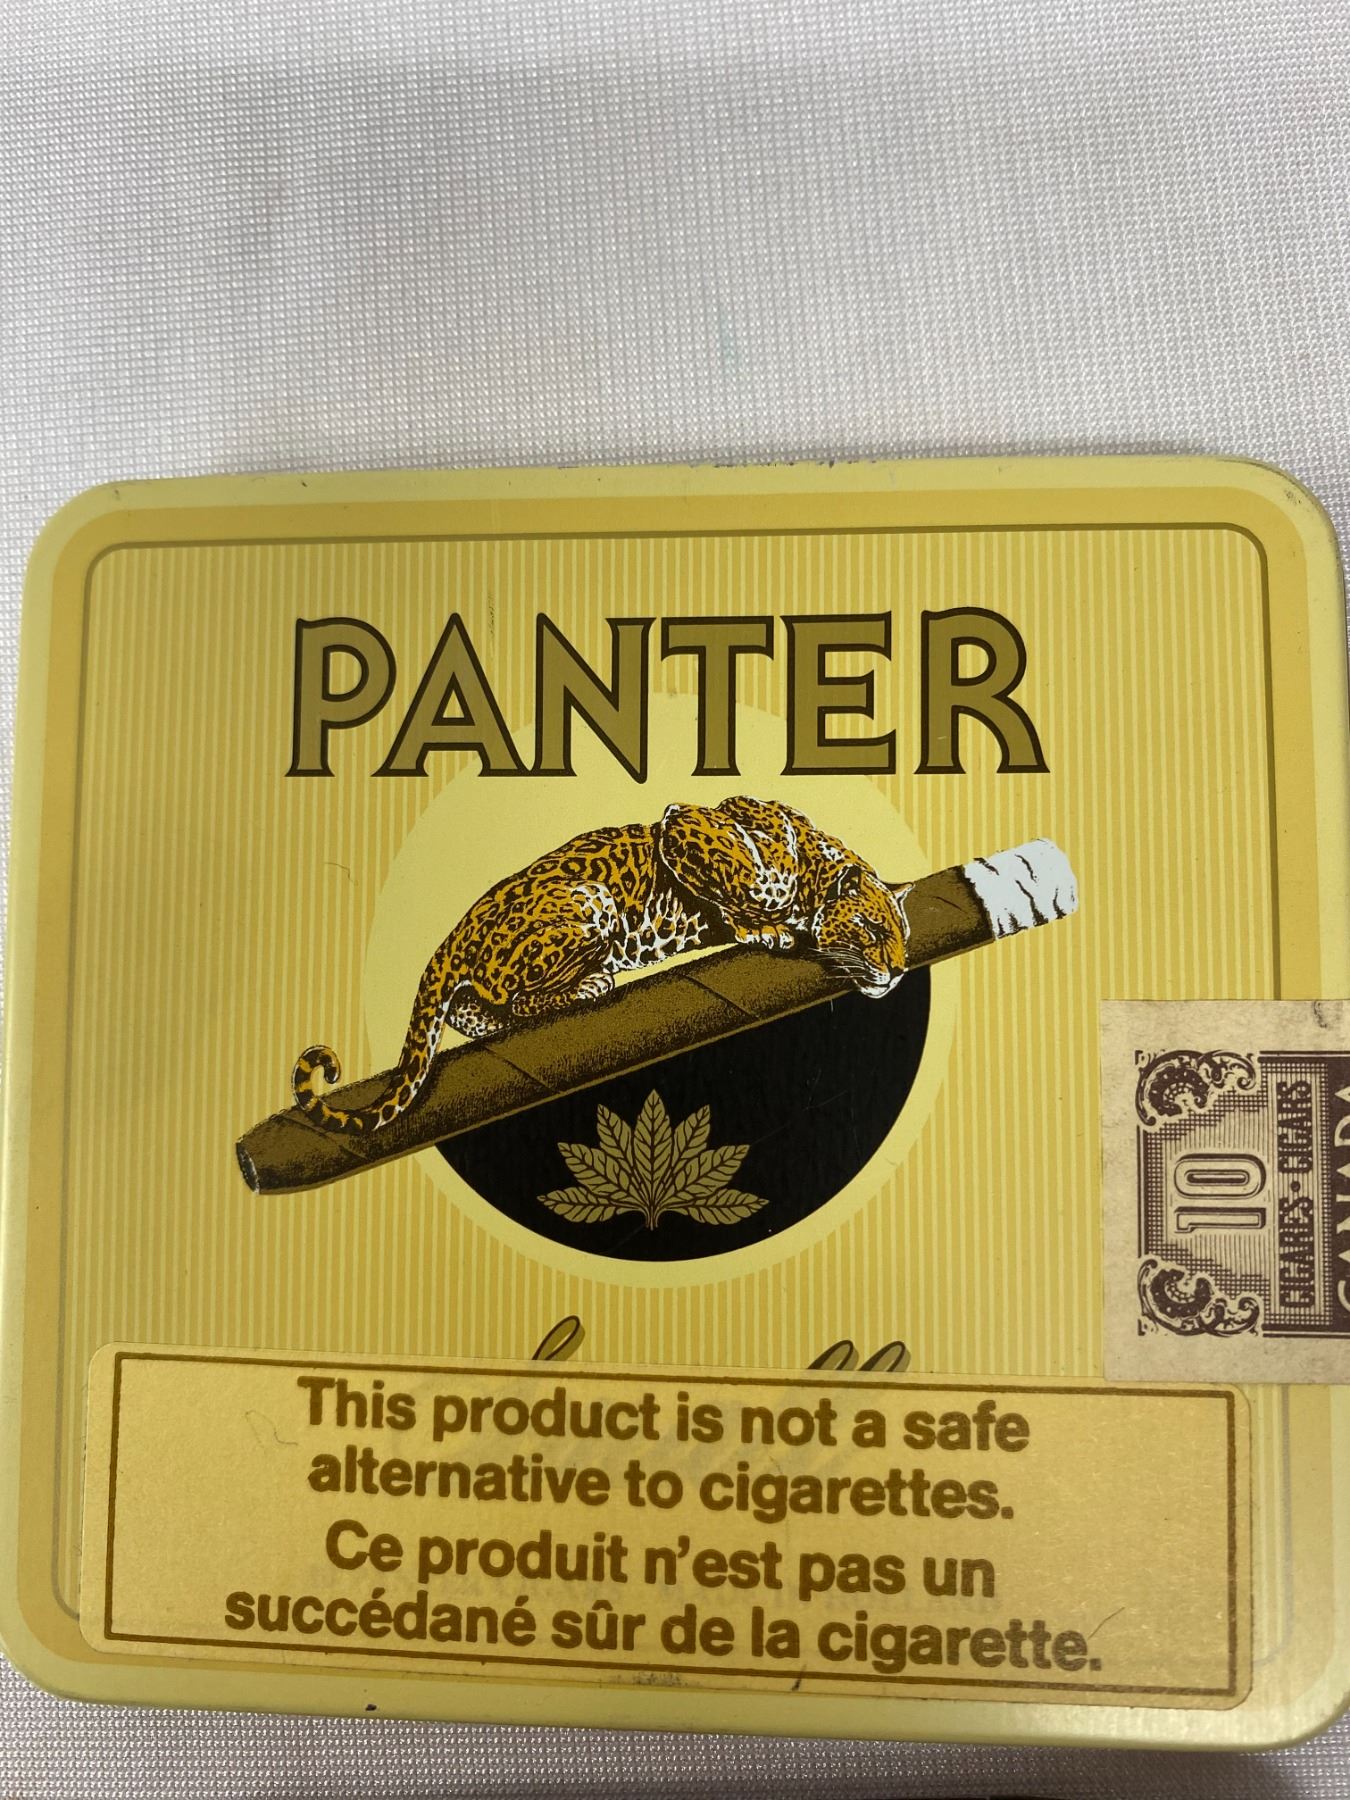 PANTER
10
CIGARES • CIGARS
CANADA
This product is not a safe
alternative to cigarettes.
Ce produit n'est pas un
succédané sûr de la cigarette.